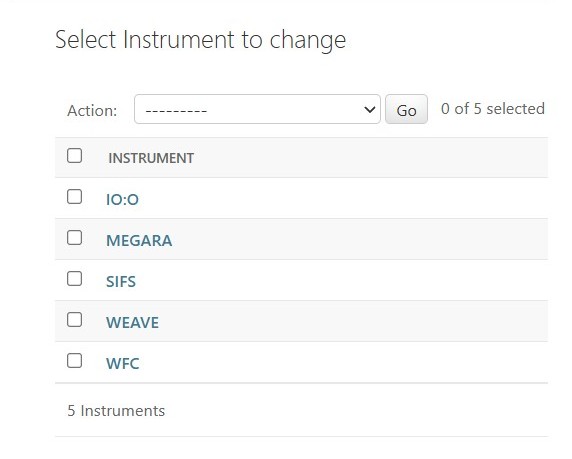 Select Instrument to change
Action: --------- Go 0 of 5 selected
INSTRUMENT
IO:O
MEGARA
SIFS
WEAVE
WFC
5 Instruments